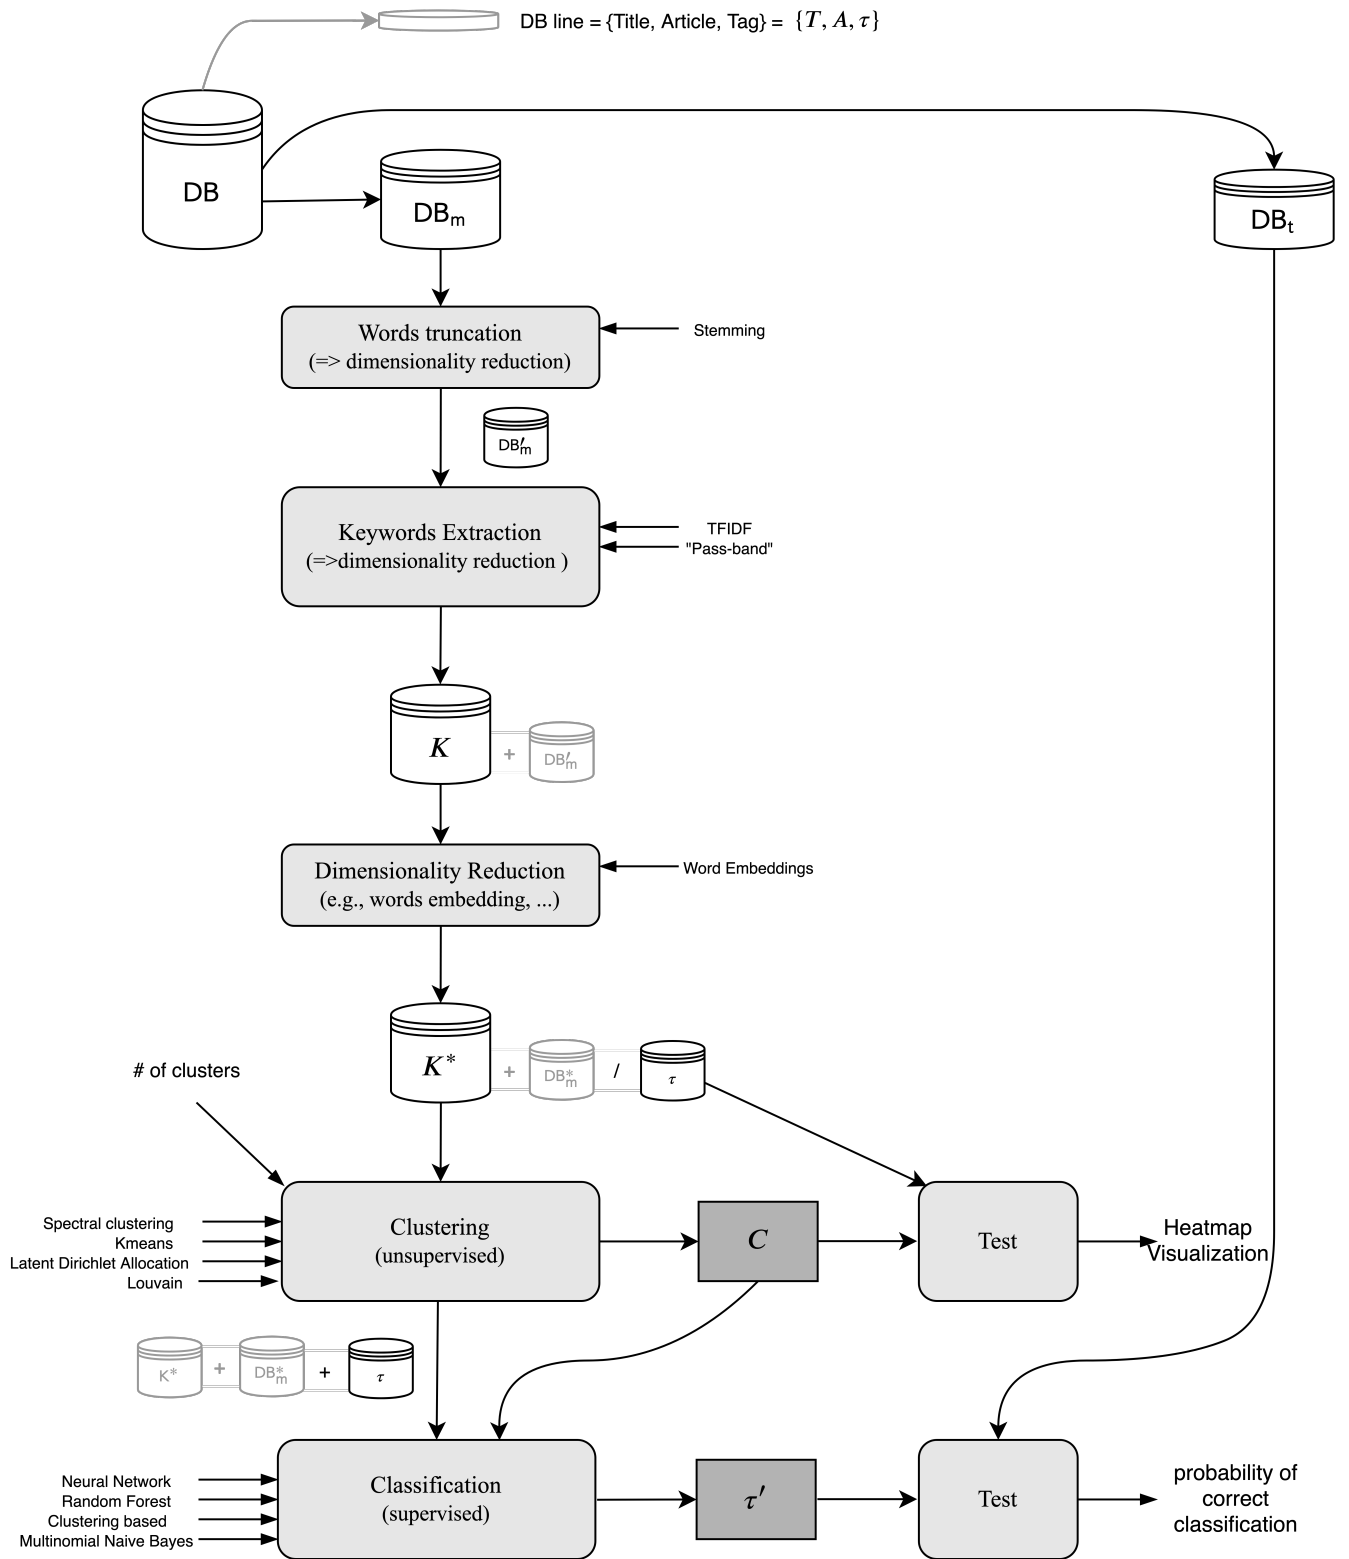 DB line = {Title, Article, Tag} = {T, A, τ}
DB
DBm
DBt
Words truncation
(=> dimensionality reduction)
Stemming
DB′m
Keywords Extraction
(=>dimensionality reduction )
TFIDF
"Pass-band"
K
+
DB′m
Dimensionality Reduction
(e.g., words embedding, ...)
Word Embeddings
K*
+
DB*m
/
τ
# of clusters
Clustering
(unsupervised)
Spectral clustering
Kmeans
Latent Dirichlet Allocation
Louvain
C
Test
Heatmap
Visualization
K*
+
DB*m
+
τ
Classification
(supervised)
Neural Network
Random Forest
Clustering based
Multinomial Naive Bayes
τ′
Test
probability of
correct
classification